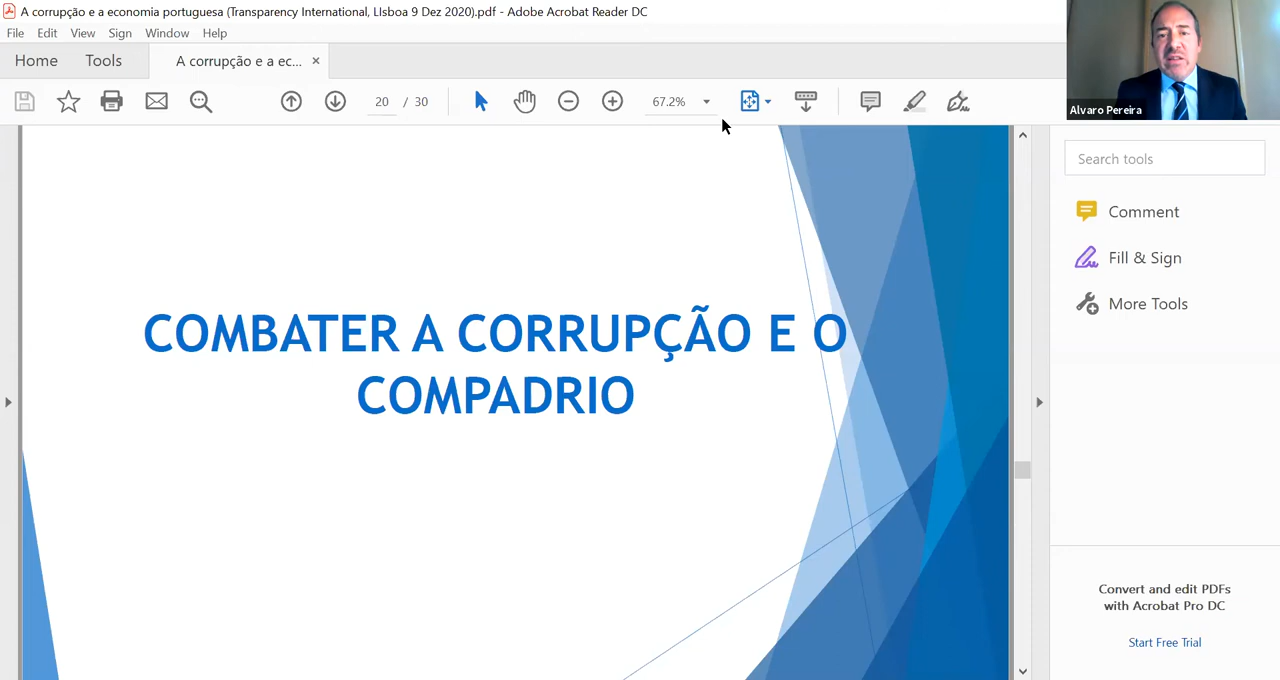 A corrupção e a economia portuguesa (Transparency International, LIsboa 9 Dez 2020).pdf - Adobe Acrobat Reader DC
File Edit View Sign Window Help
Home Tools A corrupção e a ec... ×
20 / 30 67.2%
Alvaro Pereira
Search tools
Comment
Fill & Sign
More Tools
COMBATER A CORRUPÇÃO E O
COMPADRIO
Convert and edit PDFs
with Acrobat Pro DC
Start Free Trial